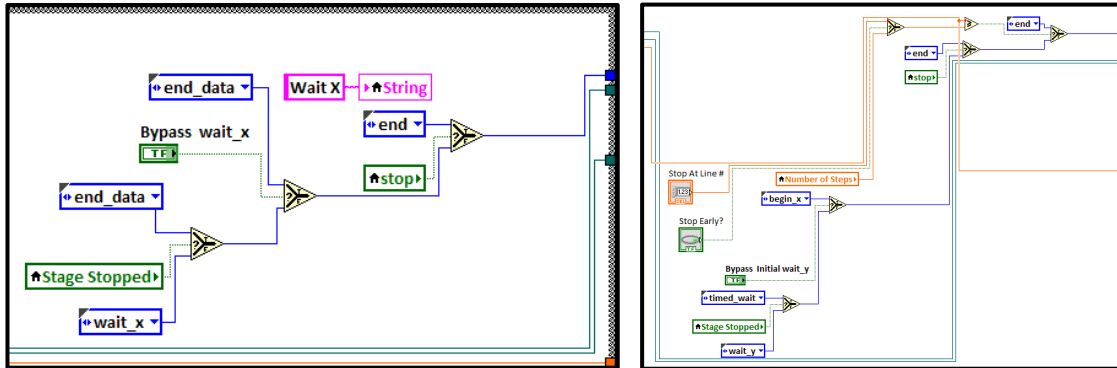 end_data
Wait X
String
Bypass wait_x
TF
end
stop
end_data
Stage Stopped
wait_x
end
end
stop
Stop At Line #
Number of Steps
begin_x
Stop Early?
Bypass Initial wait_y
TF
timed_wait
Stage Stopped
wait_y